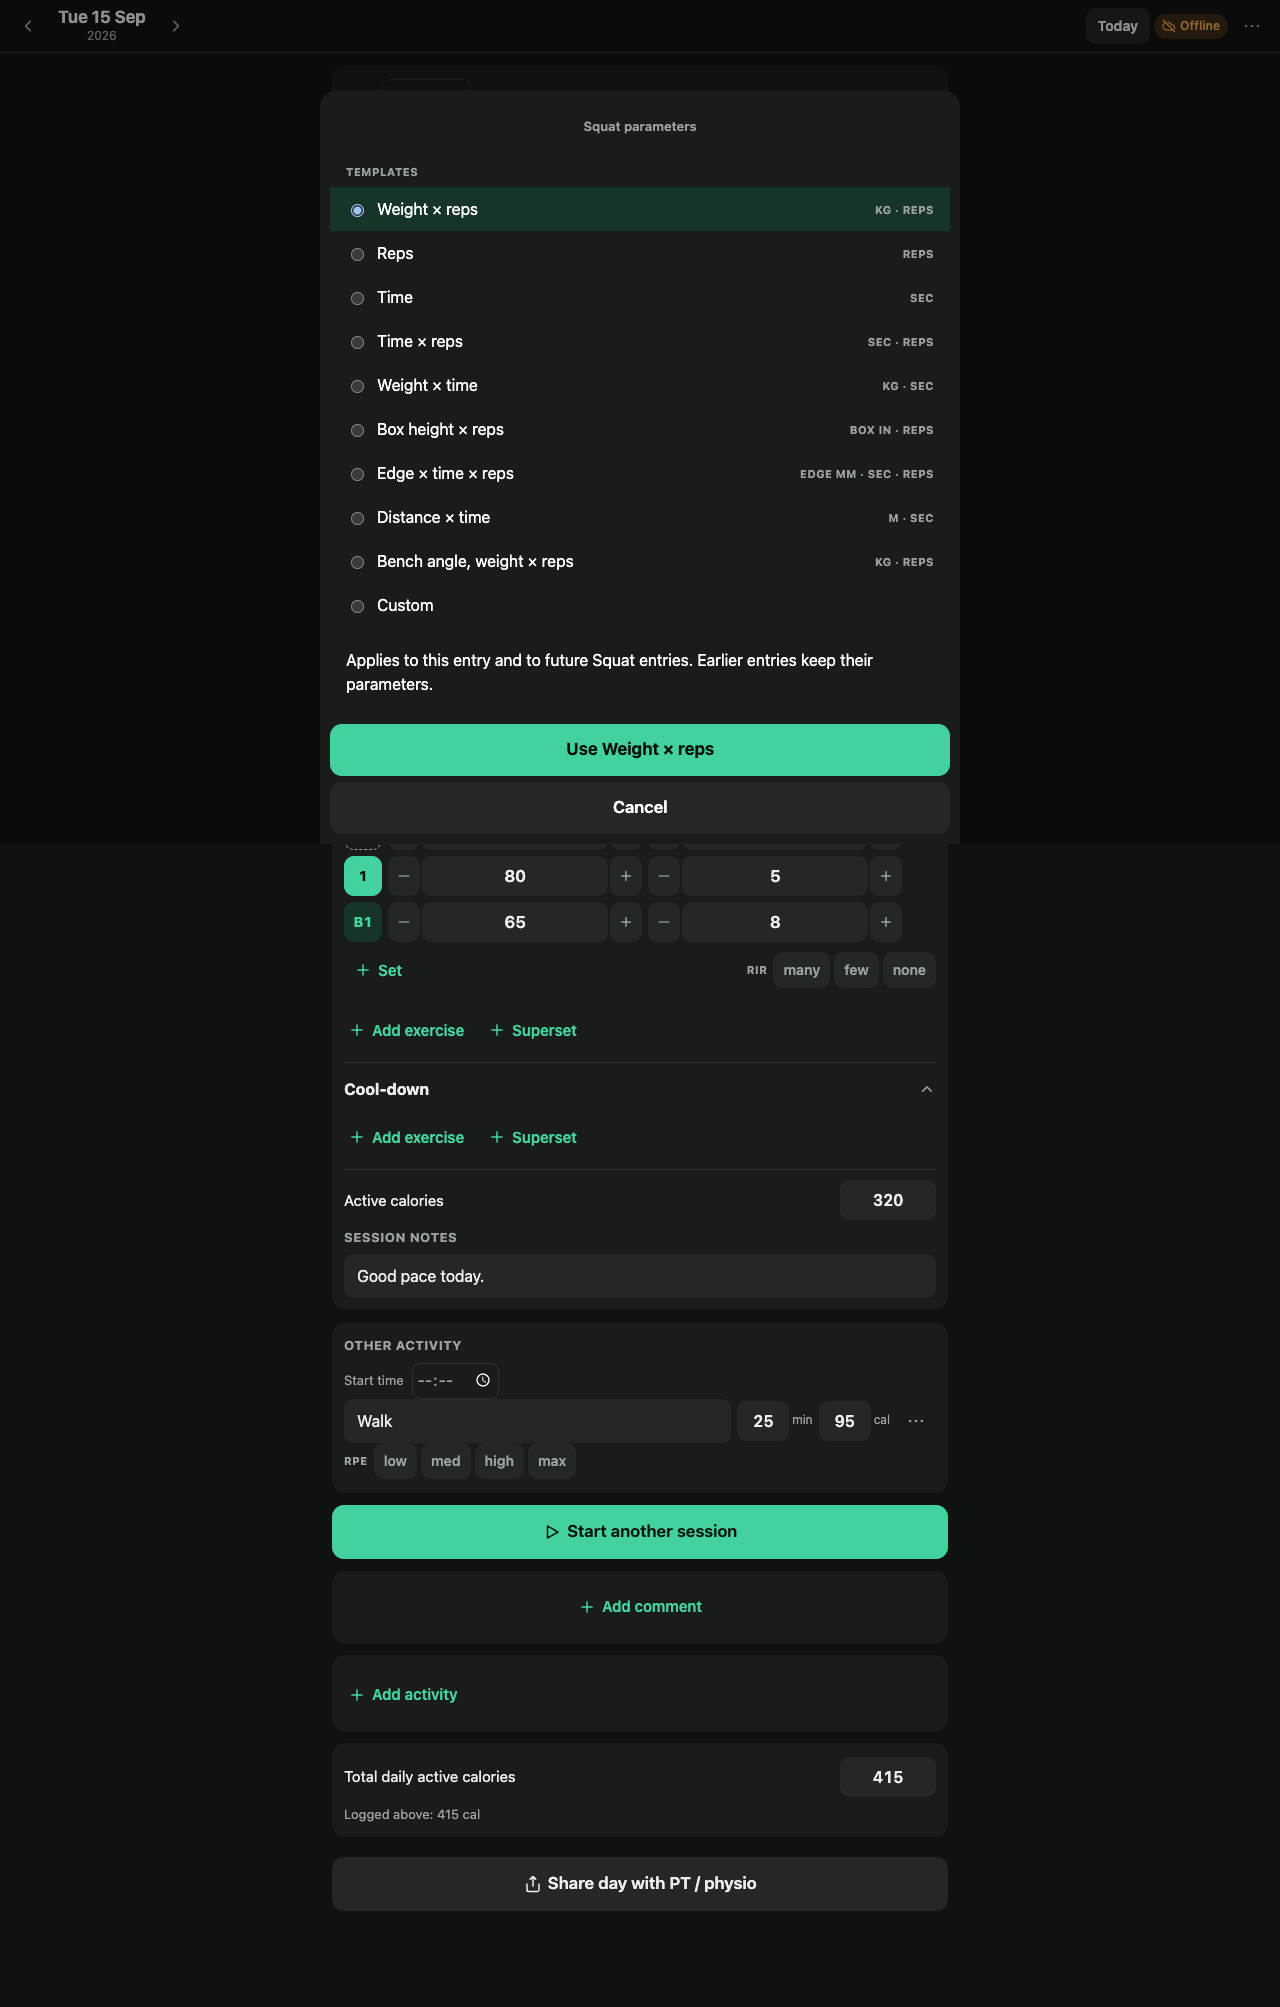 Tue 15 Sep
2026
Today
Offline
Squat parameters
TEMPLATES
Weight × reps KG · REPS
Reps REPS
Time SEC
Time × reps SEC · REPS
Weight × time KG · SEC
Box height × reps BOX IN · REPS
Edge × time × reps EDGE MM · SEC · REPS
Distance × time M · SEC
Bench angle, weight × reps KG · REPS
Custom
Applies to this entry and to future Squat entries. Earlier entries keep their
parameters.
Use Weight × reps
Cancel
1 − 80 + − 5 +
B1 − 65 + − 8 +
+ Set RIR many few none
+ Add exercise + Superset
Cool-down
+ Add exercise + Superset
Active calories 320
SESSION NOTES
Good pace today.
OTHER ACTIVITY
Start time --:--
Walk 25 min 95 cal ···
RPE low med high max
Start another session
+ Add comment
+ Add activity
Total daily active calories 415
Logged above: 415 cal
Share day with PT / physio